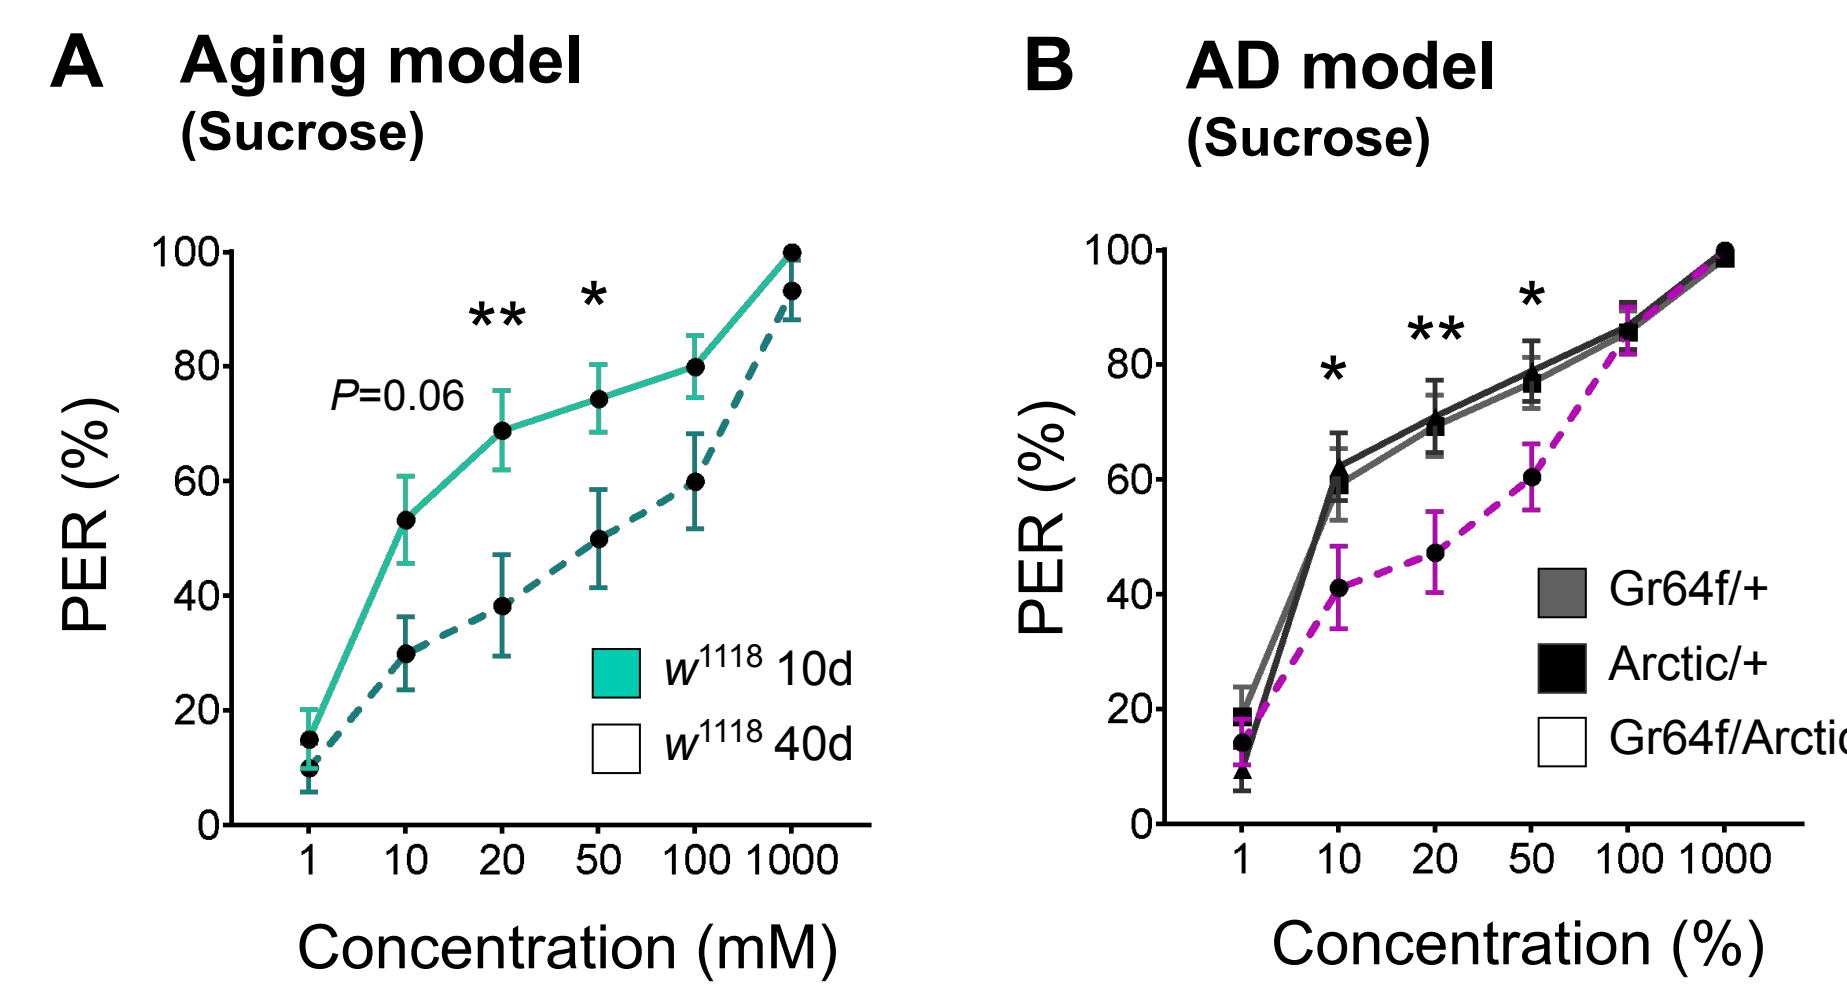 A Aging model
(Sucrose)
PER (%)
100
80
60
40
20
0
P=0.06
**
*
w1118 10d
w1118 40d
1 10 20 50 100 1000
Concentration (mM)
B AD model
(Sucrose)
PER (%)
100
80
60
40
20
0
*
**
*
Gr64f/+
Arctic/+
Gr64f/Arctic
1 10 20 50 100 1000
Concentration (%)